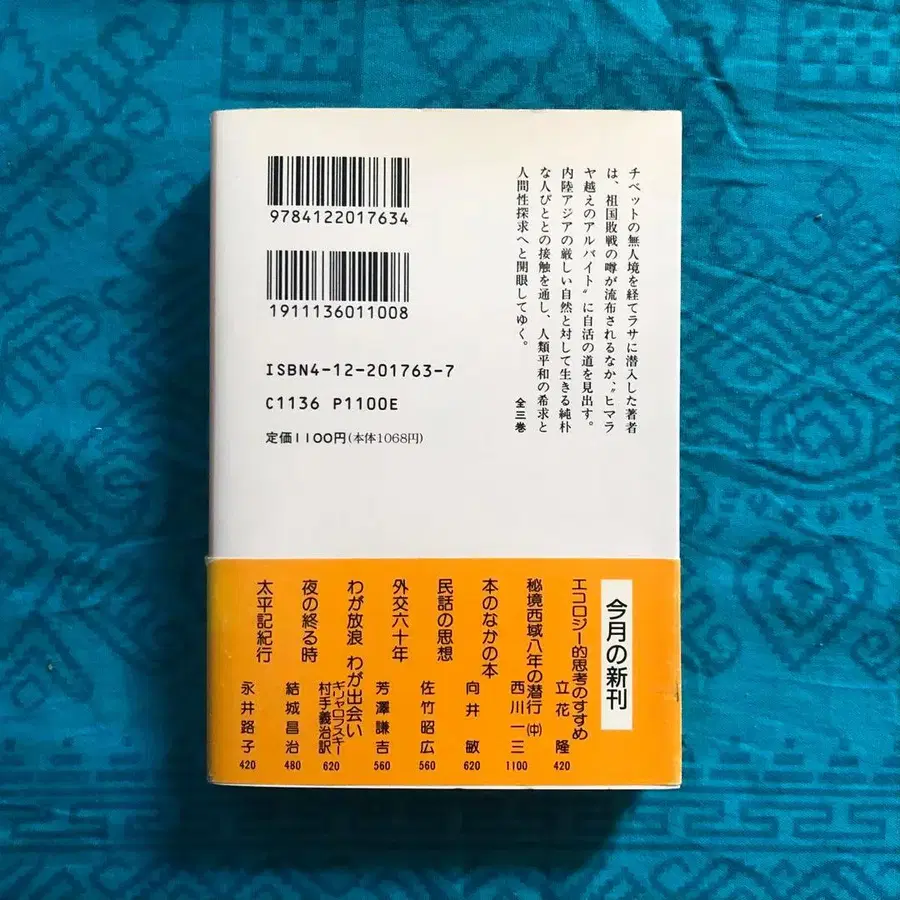 9784122017634
1911136011008
ISBN4-12-201763-7
C1136 P1100E
定価1100円(本体1068円)
チベットの無人境を経てラサに潜入した著者
は、祖国敗戦の噂が流布されるなか、〝ヒマラ
ヤ越えのアルバイト〟に自活の道を見出す。
内陸アジアの厳しい自然と対して生きる純朴
な人びととの接触を通し、人類平和の希求と
人間性探求へと開眼してゆく。 全三巻
今月の新刊
エコロジー的思考のすすめ 立花 隆 420
秘境西域八年の潜行(中) 西川一三 1100
本のなかの本 向井 敏 620
民話の思想 佐竹昭広 560
外交六十年 芳澤謙吉 560
わが放浪 わが出会い キリャロフスキー 村手義治訳 620
夜の終る時 結城昌治 480
太平記紀行 永井路子 420